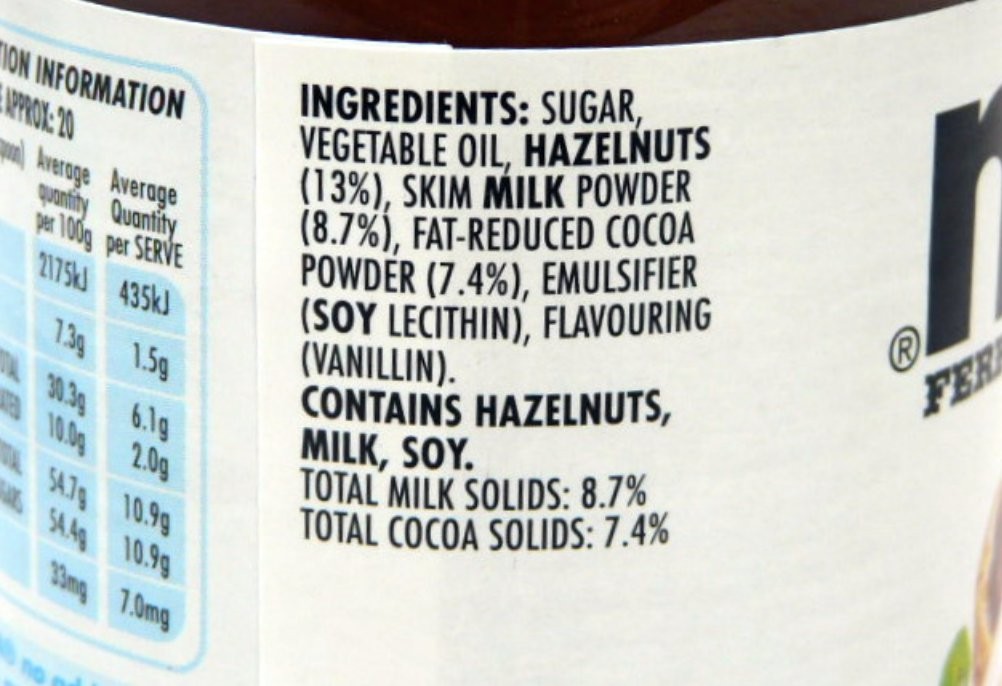 ION INFORMATION
APPROX: 20
Average Average
quantity Quantity
per 100g per SERVE
2175kJ 435kJ
7.3g 1.5g
30.3g 6.1g
10.0g 2.0g
54.7g 10.9g
54.4g 10.9g
33mg 7.0mg
INGREDIENTS: SUGAR,
VEGETABLE OIL, HAZELNUTS
(13%), SKIM MILK POWDER
(8.7%), FAT-REDUCED COCOA
POWDER (7.4%), EMULSIFIER
(SOY LECITHIN), FLAVOURING
(VANILLIN).
CONTAINS HAZELNUTS,
MILK, SOY.
TOTAL MILK SOLIDS: 8.7%
TOTAL COCOA SOLIDS: 7.4%
n
®
FER